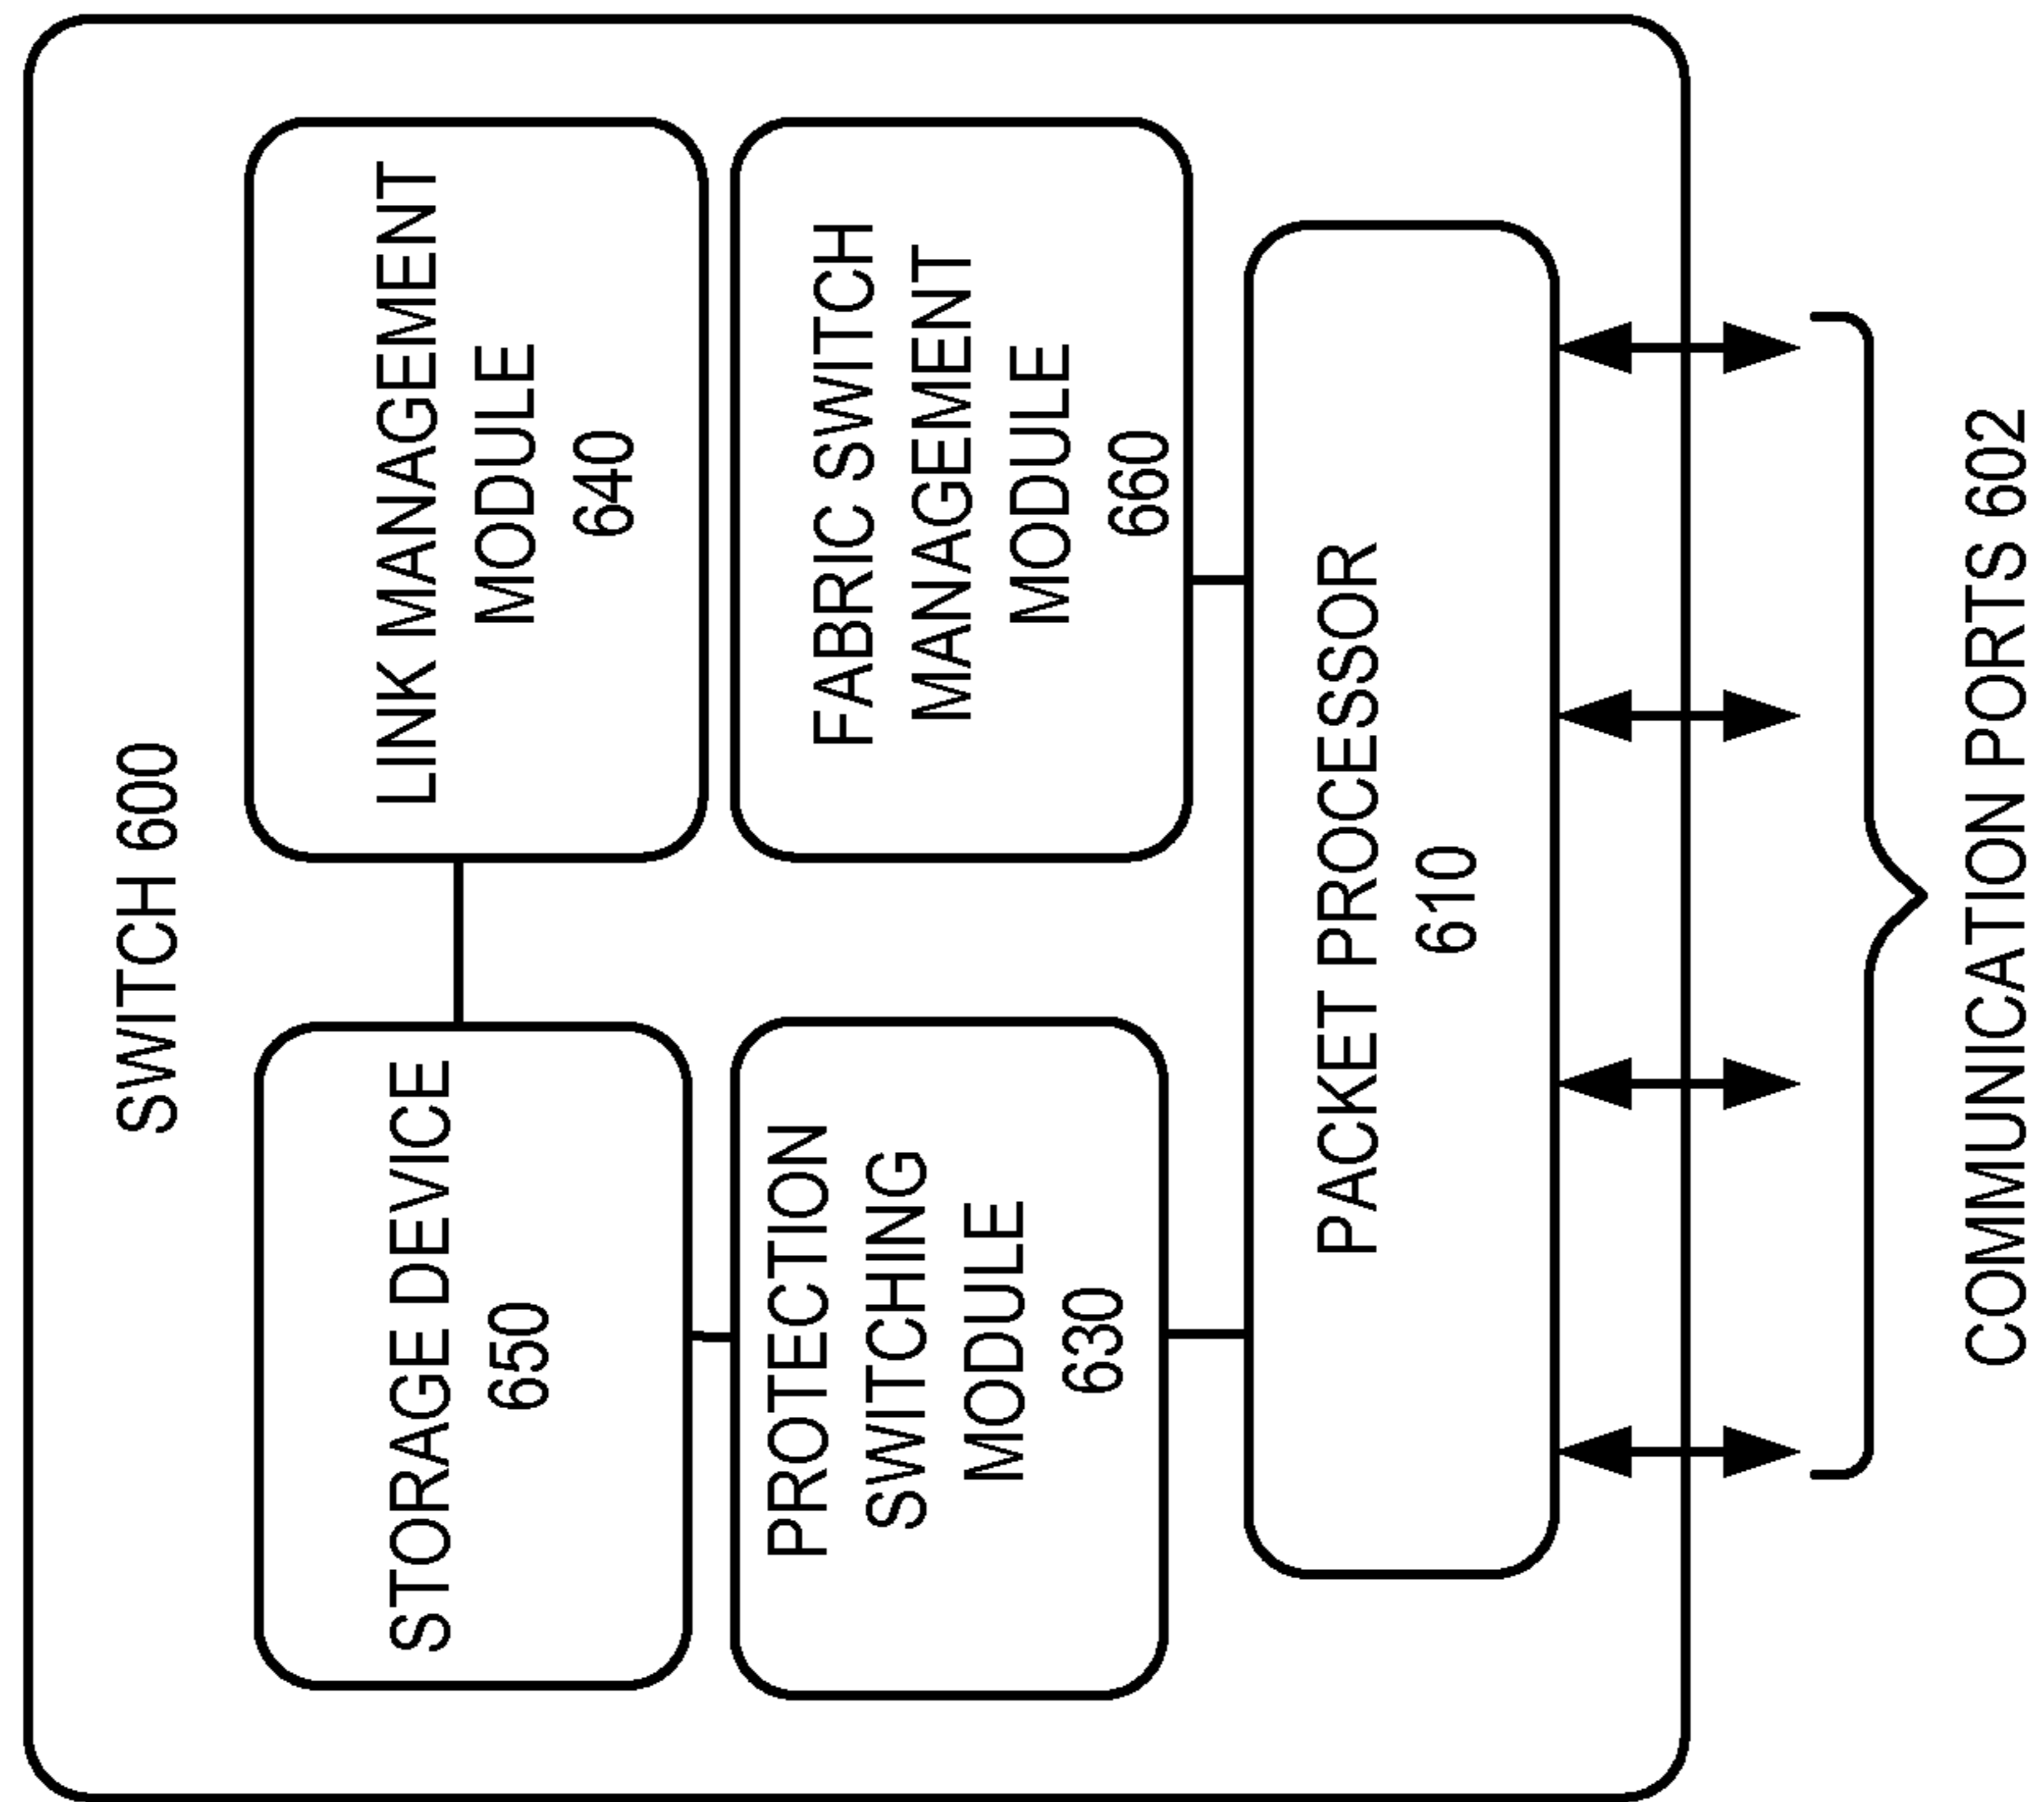 SWITCH 600
STORAGE DEVICE
650
LINK MANAGEMENT
MODULE
640
PROTECTION
SWITCHING
MODULE
630
FABRIC SWITCH
MANAGEMENT
MODULE
660
PACKET PROCESSOR
610
COMMUNICATION PORTS 602